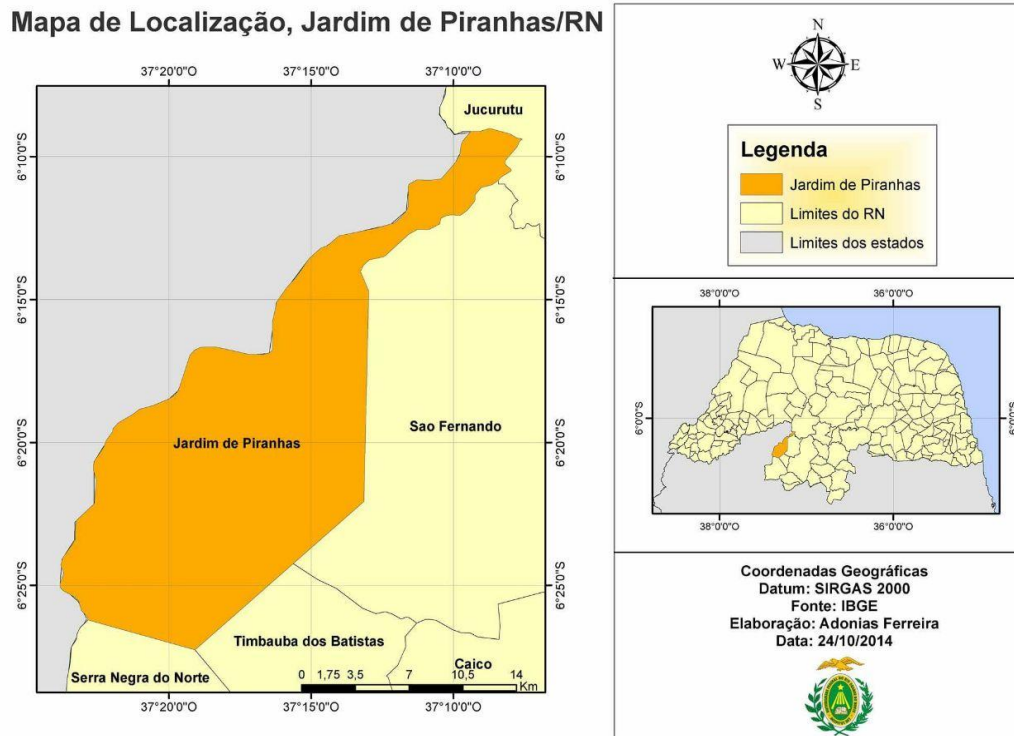 Mapa de Localização, Jardim de Piranhas/RN
37°20'0"O
37°15'0"O
37°10'0"O
6°10'0"S
6°15'0"S
6°20'0"S
6°25'0"S
Jucurutu
Jardim de Piranhas
Sao Fernando
Timbauba dos Batistas
Caico
Serra Negra do Norte
0 1,75 3,5 7 10,5 14
Km
6°10'0"S
6°15'0"S
6°20'0"S
6°25'0"S
37°20'0"O
37°15'0"O
37°10'0"O
N
W
E
S
Legenda
Jardim de Piranhas
Limites do RN
Limites dos estados
38°0'0"O
36°0'0"O
6°0'0"S
6°0'0"S
38°0'0"O
36°0'0"O
Coordenadas Geográficas
Datum: SIRGAS 2000
Fonte: IBGE
Elaboração: Adonias Ferreira
Data: 24/10/2014